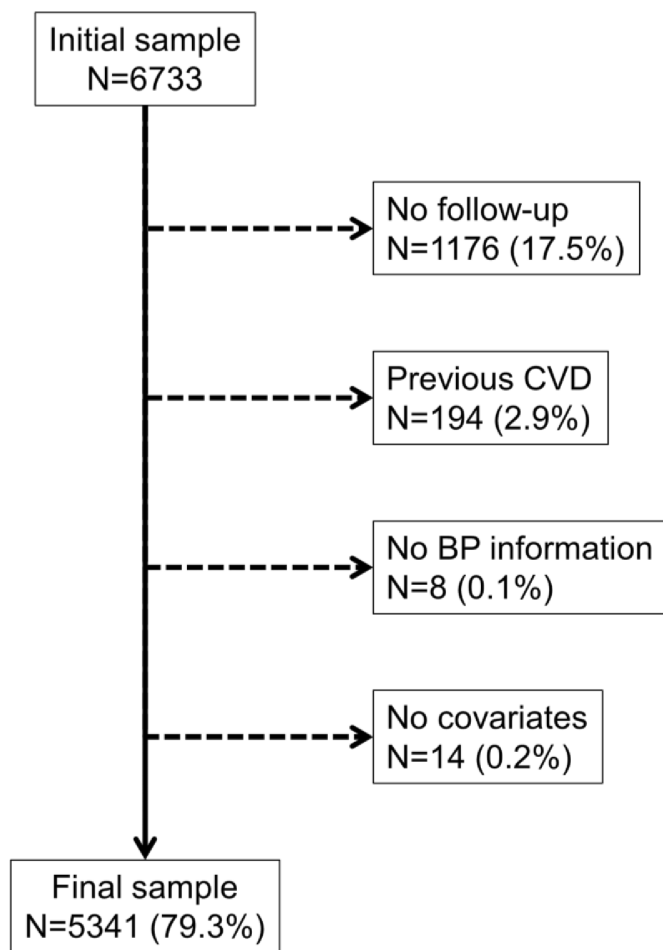 Initial sample
N=6733
No follow-up
N=1176 (17.5%)
Previous CVD
N=194 (2.9%)
No BP information
N=8 (0.1%)
No covariates
N=14 (0.2%)
Final sample
N=5341 (79.3%)